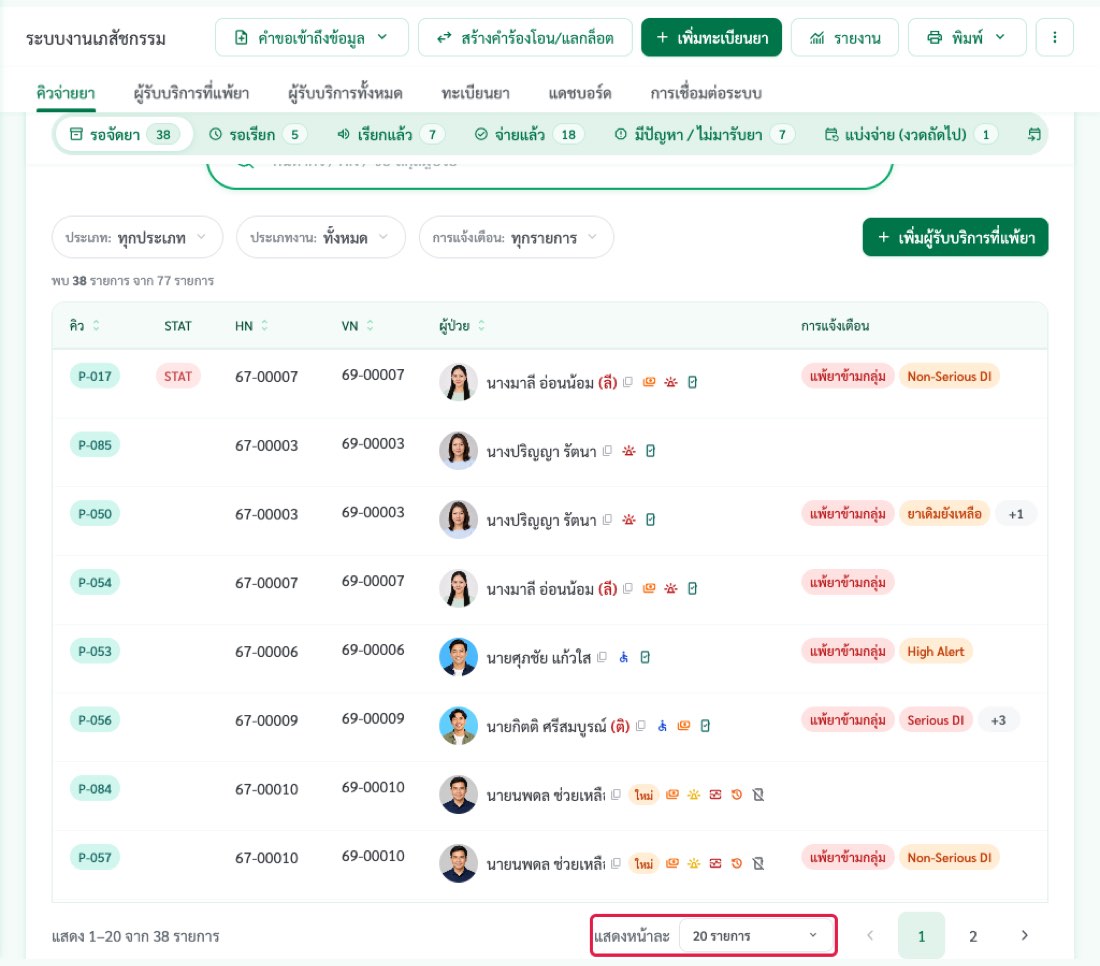 ระบบงานเภสัชกรรม คำขอเข้าถึงข้อมูล สร้างคำร้องโอน/แลกล็อต + เพิ่มทะเบียนยา รายงาน พิมพ์
คิวจ่ายยา ผู้รับบริการที่แพ้ยา ผู้รับบริการทั้งหมด ทะเบียนยา แดชบอร์ด การเชื่อมต่อระบบ
รอจัดยา 38 รอเรียก 5 เรียกแล้ว 7 จ่ายแล้ว 18 มีปัญหา / ไม่มารับยา 7 แบ่งจ่าย (งวดถัดไป) 1
ประเภท: ทุกประเภท ประเภทงาน: ทั้งหมด การแจ้งเตือน: ทุกรายการ + เพิ่มผู้รับบริการที่แพ้ยา
พบ 38 รายการ จาก 77 รายการ
คิว STAT HN VN ผู้ป่วย การแจ้งเตือน
P-017 STAT 67-00007 69-00007 นางมาลี อ่อนน้อม (ลี) แพ้ยาข้ามกลุ่ม Non-Serious DI
P-085 67-00003 69-00003 นางปริญญา รัตนา
P-050 67-00003 69-00003 นางปริญญา รัตนา แพ้ยาข้ามกลุ่ม ยาเดิมยังเหลือ +1
P-054 67-00007 69-00007 นางมาลี อ่อนน้อม (ลี) แพ้ยาข้ามกลุ่ม
P-053 67-00006 69-00006 นายศุภชัย แก้วใส แพ้ยาข้ามกลุ่ม High Alert
P-056 67-00009 69-00009 นายกิตติ ศรีสมบูรณ์ (ติ) แพ้ยาข้ามกลุ่ม Serious DI +3
P-084 67-00010 69-00010 นายนพดล ช่วยเหลื ใหม่
P-057 67-00010 69-00010 นายนพดล ช่วยเหลื ใหม่ แพ้ยาข้ามกลุ่ม Non-Serious DI
แสดง 1–20 จาก 38 รายการ แสดงหน้าละ 20 รายการ 1 2